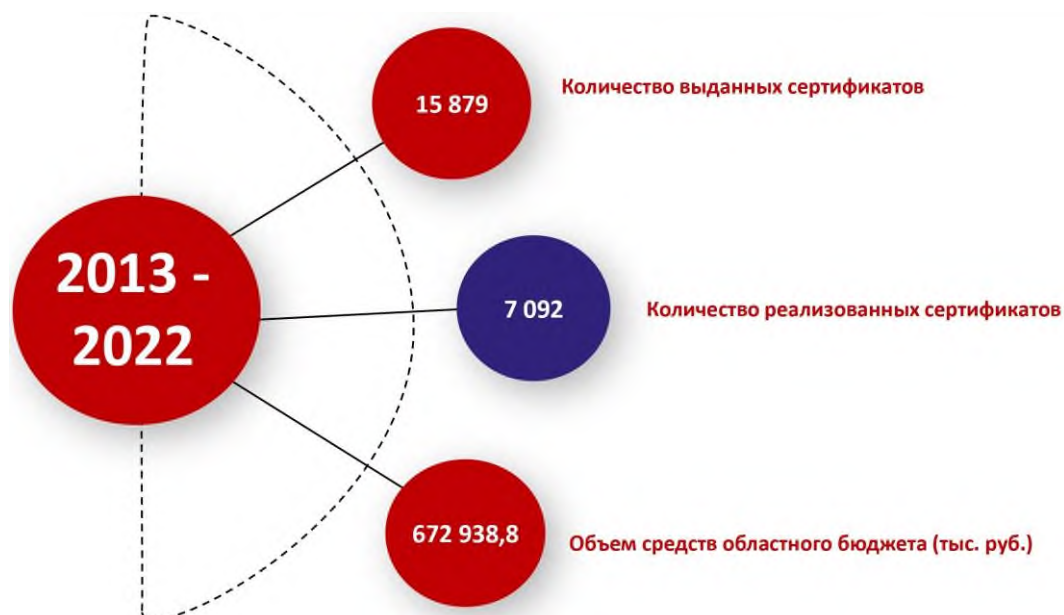 15 879
Количество выданных сертификатов
2013 -
2022
7 092
Количество реализованных сертификатов
672 938,8
Объем средств областного бюджета (тыс. руб.)